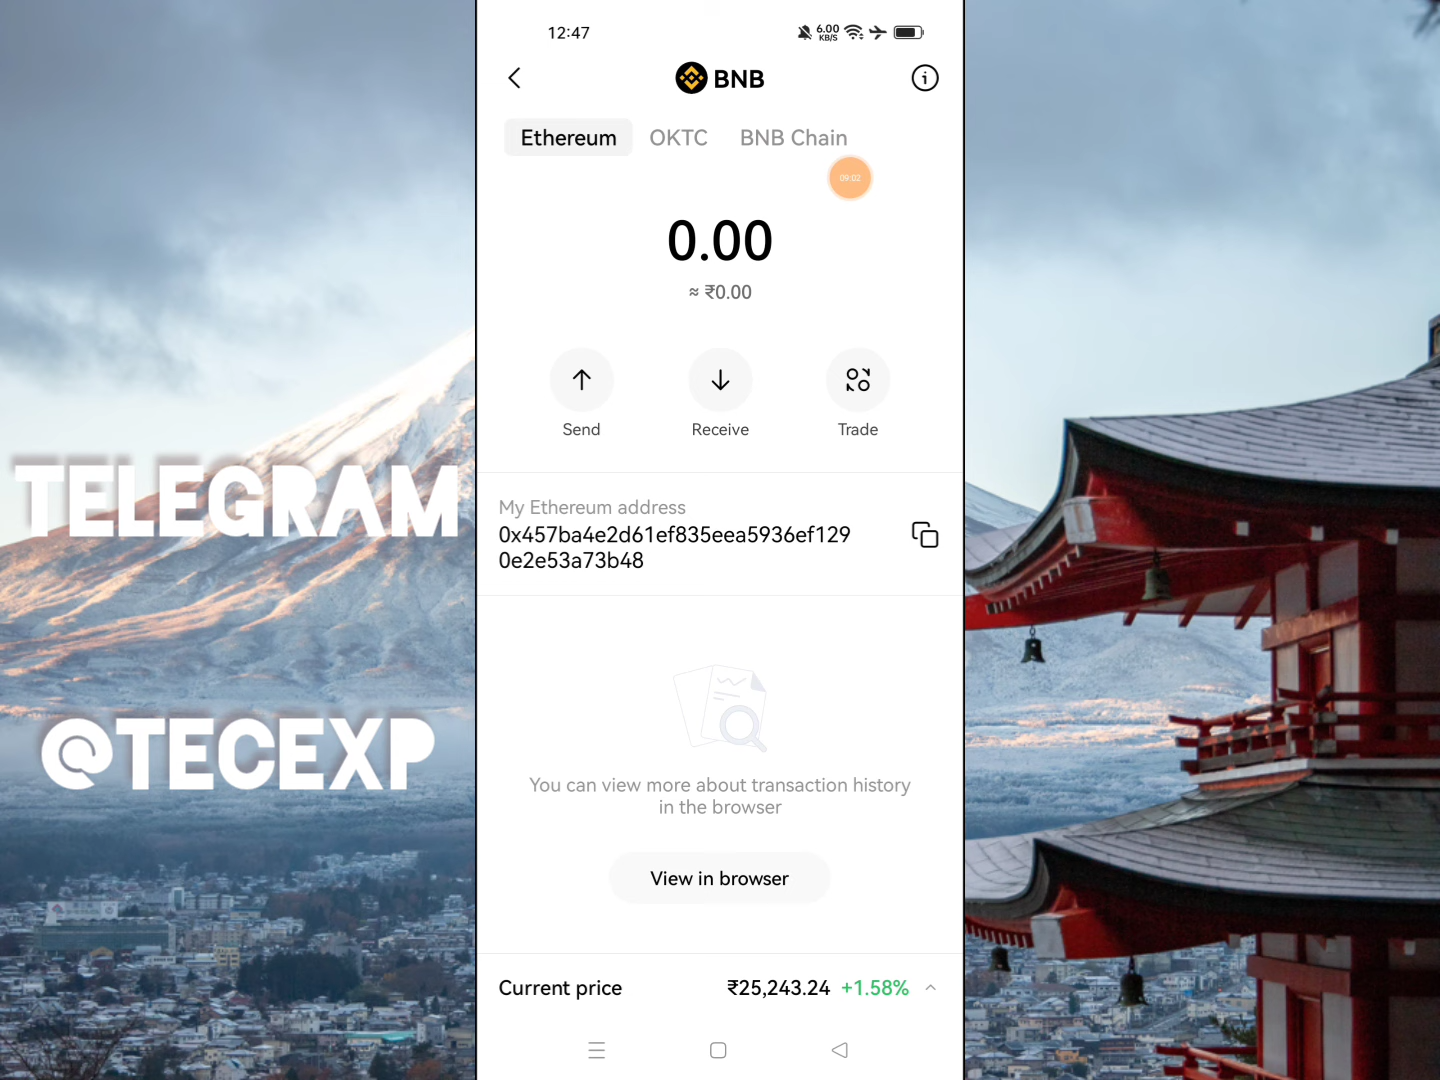 12:47
6.00
KB/S
BNB
Ethereum
OKTC
BNB Chain
09:02
0.00
≈ ₹0.00
Send
Receive
Trade
TELEGRAM
My Ethereum address
0x457ba4e2d61ef835eea5936ef129
0e2e53a73b48
@TECEXP
You can view more about transaction history
in the browser
View in browser
Current price
₹25,243.24 +1.58%